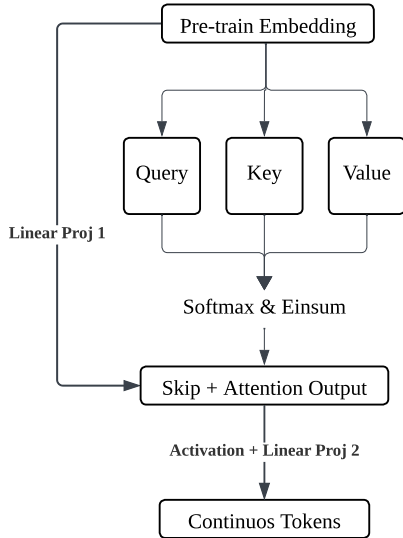 Pre-train Embedding
Query
Key
Value
Linear Proj 1
Softmax & Einsum
Skip + Attention Output
Activation + Linear Proj 2
Continuos Tokens